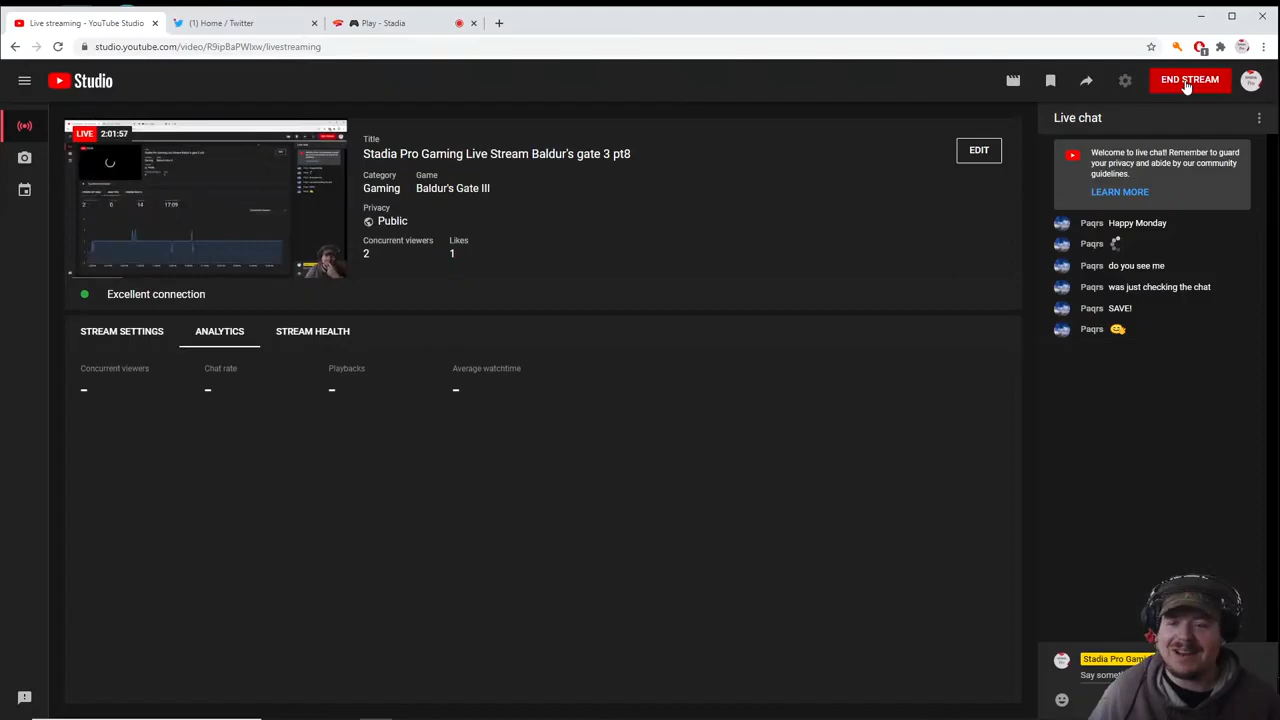 Live streaming - YouTube Studio
(1) Home / Twitter
Play - Stadia
studio.youtube.com/video/R9ipBaPWlxw/livestreaming
Studio
END STREAM
LIVE 2:01:57
Title
Stadia Pro Gaming Live Stream Baldur's gate 3 pt8
EDIT
Category Game
Gaming Baldur's Gate III
Privacy
Public
Concurrent viewers Likes
2 1
Excellent connection
STREAM SETTINGS ANALYTICS STREAM HEALTH
Concurrent viewers Chat rate Playbacks Average watchtime
– – – –
Live chat
Welcome to live chat! Remember to guard
your privacy and abide by our community
guidelines.
LEARN MORE
Paqrs Happy Monday
Paqrs
Paqrs do you see me
Paqrs was just checking the chat
Paqrs SAVE!
Paqrs
Stadia Pro
Say